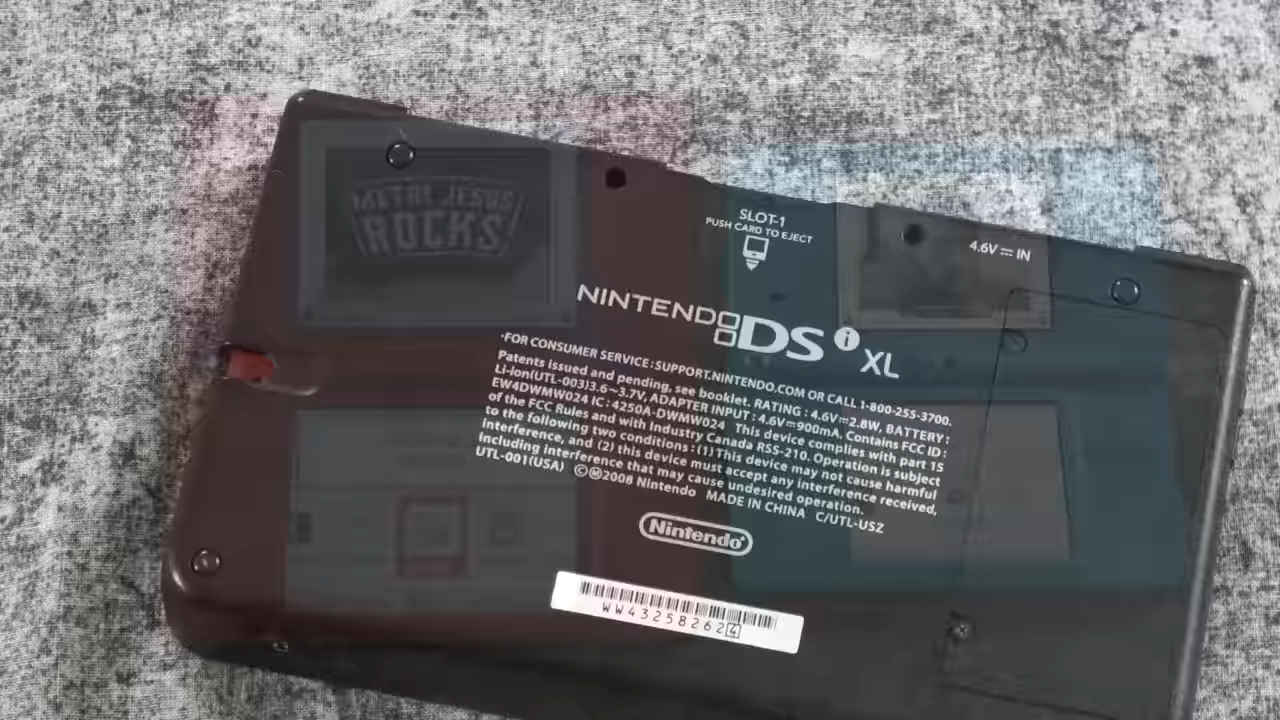 METAL JESUS
ROCKS
SLOT-1
PUSH CARD TO EJECT
4.6V ⎓ IN
NINTENDO DSi XL
*FOR CONSUMER SERVICE : SUPPORT.NINTENDO.COM OR CALL 1-800-255-3700.
Patents issued and pending, see booklet. RATING : 4.6V⎓2.8W, BATTERY :
Li-ion(UTL-003)3.6~3.7V, ADAPTER INPUT : 4.6V⎓900mA, Contains FCC ID :
EW4DWMW024 IC : 4250A-DWMW024 This device complies with part 15
of the FCC Rules and with Industry Canada RSS-210. Operation is subject
to the following two conditions : (1) This device may not cause harmful
interference, and (2) this device must accept any interference received,
including interference that may cause undesired operation.
UTL-001(USA) ©Ⓜ2008 Nintendo MADE IN CHINA C/UTL-USZ
Nintendo
WW432582624